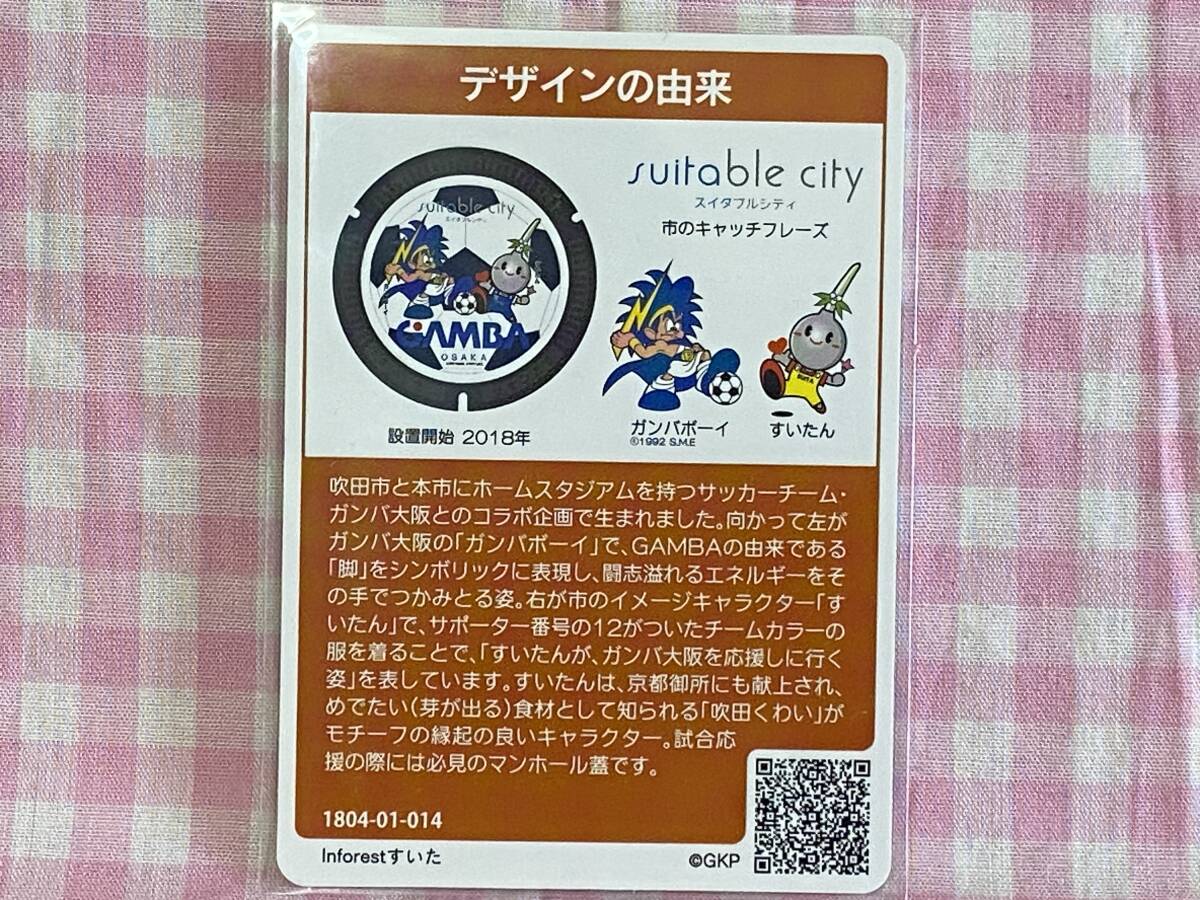 デザインの由来
suitable city
スイタブルシティ
市のキャッチフレーズ
suitable city
スイタブルシティ
GAMBA
OSAKA
設置開始 2018年
ガンバボーイ
©1992 S.M.E
すいたん
吹田市と本市にホームスタジアムを持つサッカーチーム・
ガンバ大阪とのコラボ企画で生まれました。向かって左が
ガンバ大阪の「ガンバボーイ」で、GAMBAの由来である
「脚」をシンボリックに表現し、闘志溢れるエネルギーをそ
の手でつかみとる姿。右が市のイメージキャラクター「す
いたん」で、サポーター番号の12がついたチームカラーの
服を着ることで、「すいたんが、ガンバ大阪を応援しに行く
姿」を表しています。すいたんは、京都御所にも献上され、
めでたい(芽が出る)食材として知られる「吹田くわい」が
モチーフの縁起の良いキャラクター。試合応
援の際には必見のマンホール蓋です。
1804-01-014
Inforestすいた
©GKP